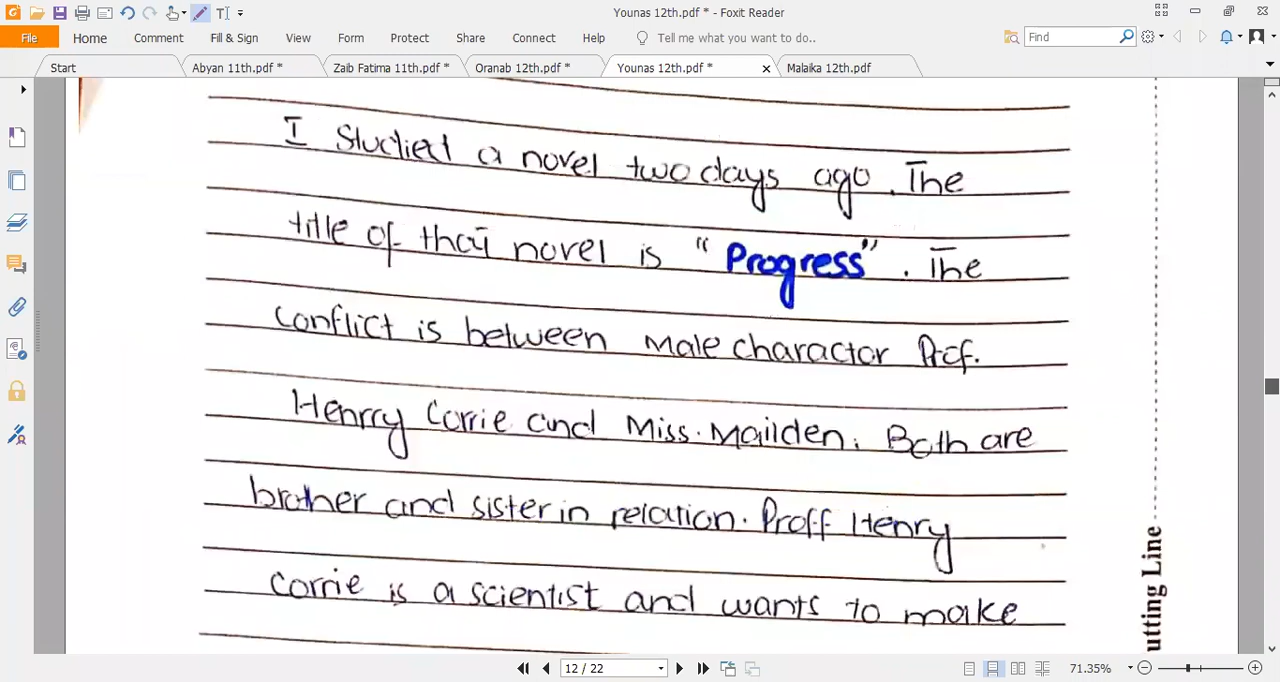 Younas 12th.pdf * - Foxit Reader
File Home Comment Fill & Sign View Form Protect Share Connect Help Tell me what you want to do.. Find
Start Abyan 11th.pdf * Zaib Fatima 11th.pdf * Oranab 12th.pdf * Younas 12th.pdf * Malaika 12th.pdf
I Studied a novel two days ago. The
title of that novel is "Progress". The
conflict is between Male charactor Prof.
Henrry Corrie and Miss. Mailden. Both are
brother and sister in relation. Proff Henry
Corrie is a scientist and wants to make
utting Line
12 / 22
71.35%